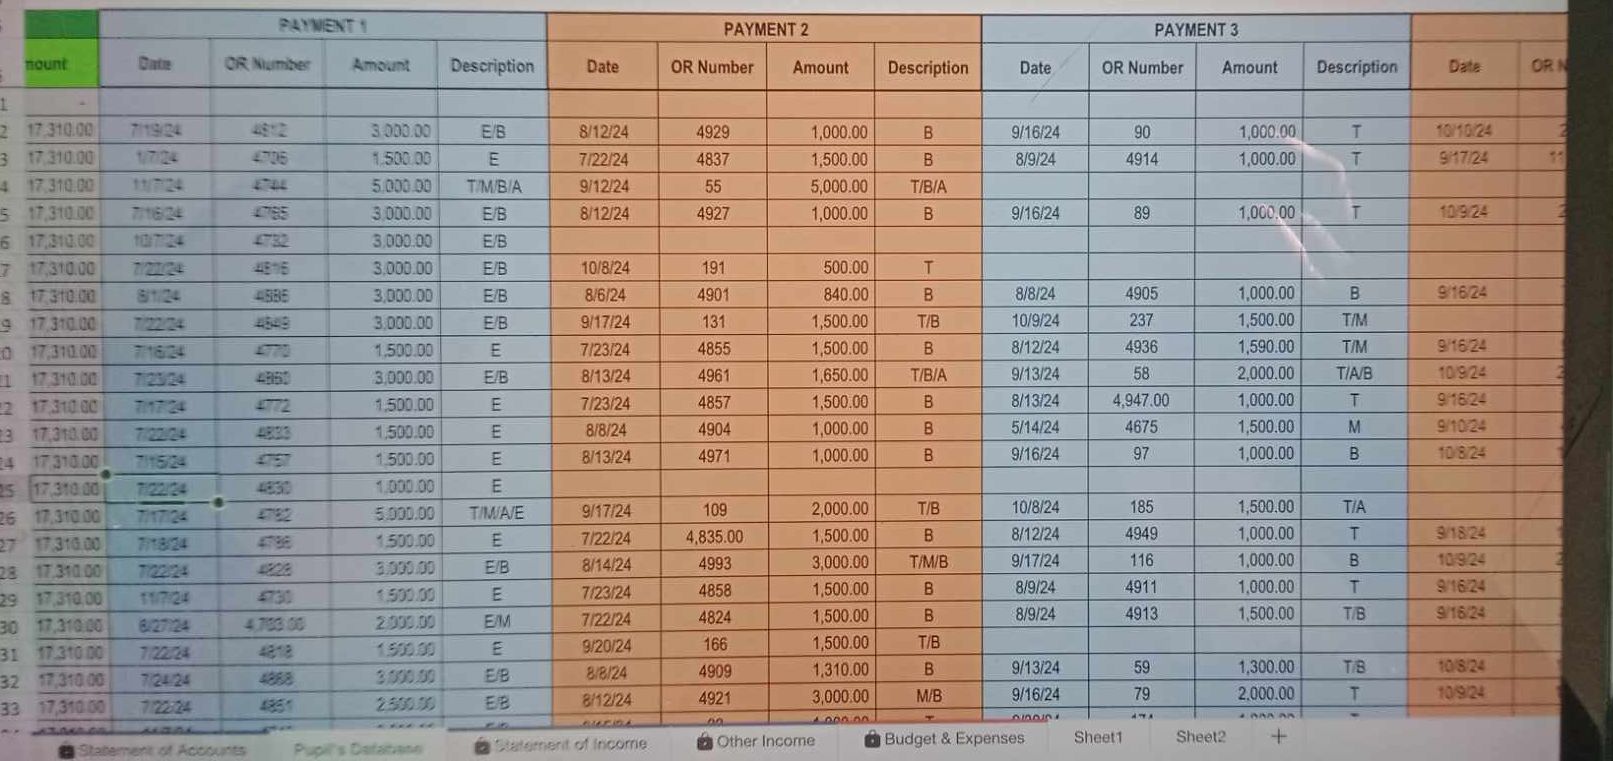 PAYMENT 1 PAYMENT 2 PAYMENT 3
mount Date OR Number Amount Description Date OR Number Amount Description Date OR Number Amount Description Date OR N
1 -
2 17,310.00 7/19/24 4812 3,000.00 E/B 8/12/24 4929 1,000.00 B 9/16/24 90 1,000.00 T 10/10/24 2
3 17,310.00 1/7/24 1,500.00 E 7/22/24 4837 1,500.00 B 8/9/24 4914 1,000.00 T 9/17/24 11
4 17,310.00 11/7/24 4744 5,000.00 T/M/B/A 9/12/24 55 5,000.00 T/B/A
5 17,310.00 7/16/24 4765 3,000.00 E/B 8/12/24 4927 1,000.00 B 9/16/24 89 1,000.00 T 10/9/24 2
6 17,310.00 10/7/24 4732 3,000.00 E/B
7 17,310.00 7/22/24 3,000.00 E/B 10/8/24 191 500.00 T
8 17,310.00 8/1/24 3,000.00 E/B 8/6/24 4901 840.00 B 8/8/24 4905 1,000.00 B 9/16/24
9 17,310.00 7/22/24 4849 3,000.00 E/B 9/17/24 131 1,500.00 T/B 10/9/24 237 1,500.00 T/M
0 17,310.00 7/16/24 4770 1,500.00 E 7/23/24 4855 1,500.00 B 8/12/24 4936 1,590.00 T/M 9/16/24
1 17,310.00 7/23/24 4860 3,000.00 E/B 8/13/24 4961 1,650.00 T/B/A 9/13/24 58 2,000.00 T/A/B 10/9/24 2
2 17,310.00 7/17/24 4772 1,500.00 E 7/23/24 4857 1,500.00 B 8/13/24 4,947.00 1,000.00 T 9/16/24
23 17,310.00 7/22/24 4833 1,500.00 E 8/8/24 4904 1,000.00 B 5/14/24 4675 1,500.00 M 9/10/24
24 17,310.00 7/15/24 4757 1,500.00 E 8/13/24 4971 1,000.00 B 9/16/24 97 1,000.00 B 10/8/24
25 17,310.00 7/22/24 4830 1,000.00 E
26 17,310.00 7/17/24 4782 5,000.00 T/M/A/E 9/17/24 109 2,000.00 T/B 10/8/24 185 1,500.00 T/A
27 17,310.00 7/18/24 4786 1,500.00 E 7/22/24 4,835.00 1,500.00 B 8/12/24 4949 1,000.00 T 9/18/24
28 17,310.00 7/22/24 4828 3,000.00 E/B 8/14/24 4993 3,000.00 T/M/B 9/17/24 116 1,000.00 B 10/9/24 2
29 17,310.00 11/7/24 4730 1,500.00 E 7/23/24 4858 1,500.00 B 8/9/24 4911 1,000.00 T 9/16/24
30 17,310.00 6/27/24 4,703.00 2,000.00 E/M 7/22/24 4824 1,500.00 B 8/9/24 4913 1,500.00 T/B 9/16/24
31 17,310.00 7/22/24 4818 1,500.00 E 9/20/24 166 1,500.00 T/B
32 17,310.00 7/24/24 4868 3,000.00 E/B 8/8/24 4909 1,310.00 B 9/13/24 59 1,300.00 T/B 10/8/24
33 17,310.00 7/22/24 4851 2,500.00 E/B 8/12/24 4921 3,000.00 M/B 9/16/24 79 2,000.00 T 10/9/24
Statement of Accounts Pupil's Database Statement of Income Other Income Budget & Expenses Sheet1 Sheet2 +